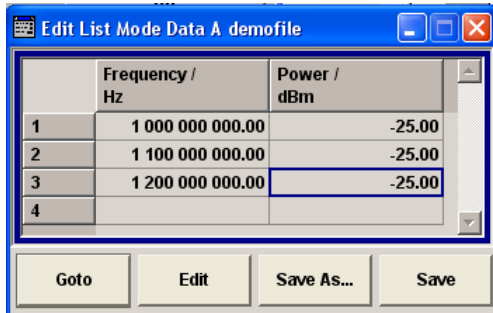 Edit List Mode Data A demofile
Frequency / Hz Power / dBm
1 1 000 000 000.00 -25.00
2 1 100 000 000.00 -25.00
3 1 200 000 000.00 -25.00
4
Goto Edit Save As... Save